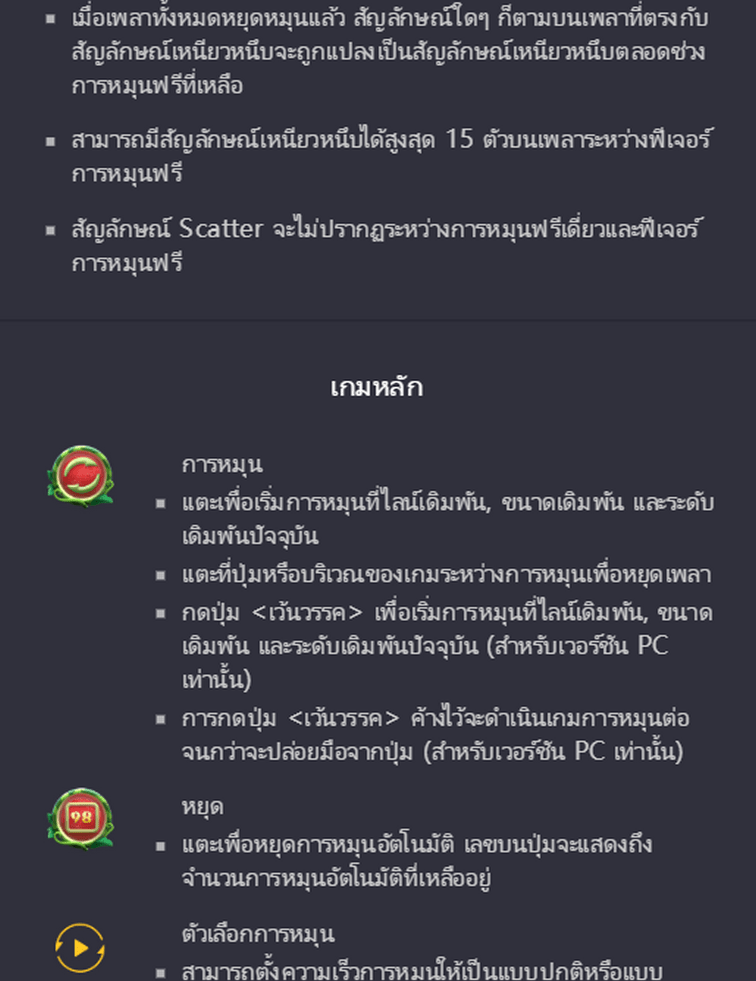 เมื่อเพลาทั้งหมดหยุดหมุนแล้ว สัญลักษณ์ใดๆ ก็ตามบนเพลาที่ตรงกับ
สัญลักษณ์เหนียวหนึบจะถูกแปลงเป็นสัญลักษณ์เหนียวหนึบตลอดช่วง
การหมุนฟรีที่เหลือ
สามารถมีสัญลักษณ์เหนียวหนึบได้สูงสุด 15 ตัวบนเพลาระหว่างฟีเจอร์
การหมุนฟรี
สัญลักษณ์ Scatter จะไม่ปรากฏระหว่างการหมุนฟรีเดี่ยวและฟีเจอร์
การหมุนฟรี
เกมหลัก
การหมุน
แตะเพื่อเริ่มการหมุนที่ไลน์เดิมพัน, ขนาดเดิมพัน และระดับ
เดิมพันปัจจุบัน
แตะที่ปุ่มหรือบริเวณของเกมระหว่างการหมุนเพื่อหยุดเพลา
กดปุ่ม <เว้นวรรค> เพื่อเริ่มการหมุนที่ไลน์เดิมพัน, ขนาด
เดิมพัน และระดับเดิมพันปัจจุบัน (สำหรับเวอร์ชัน PC
เท่านั้น)
การกดปุ่ม <เว้นวรรค> ค้างไว้จะดำเนินเกมการหมุนต่อ
จนกว่าจะปล่อยมือจากปุ่ม (สำหรับเวอร์ชัน PC เท่านั้น)
98
หยุด
แตะเพื่อหยุดการหมุนอัตโนมัติ เลขบนปุ่มจะแสดงถึง
จำนวนการหมุนอัตโนมัติที่เหลืออยู่
ตัวเลือกการหมุน
สามารถตั้งความเร็วการหมุนให้เป็นแบบปกติหรือแบบ